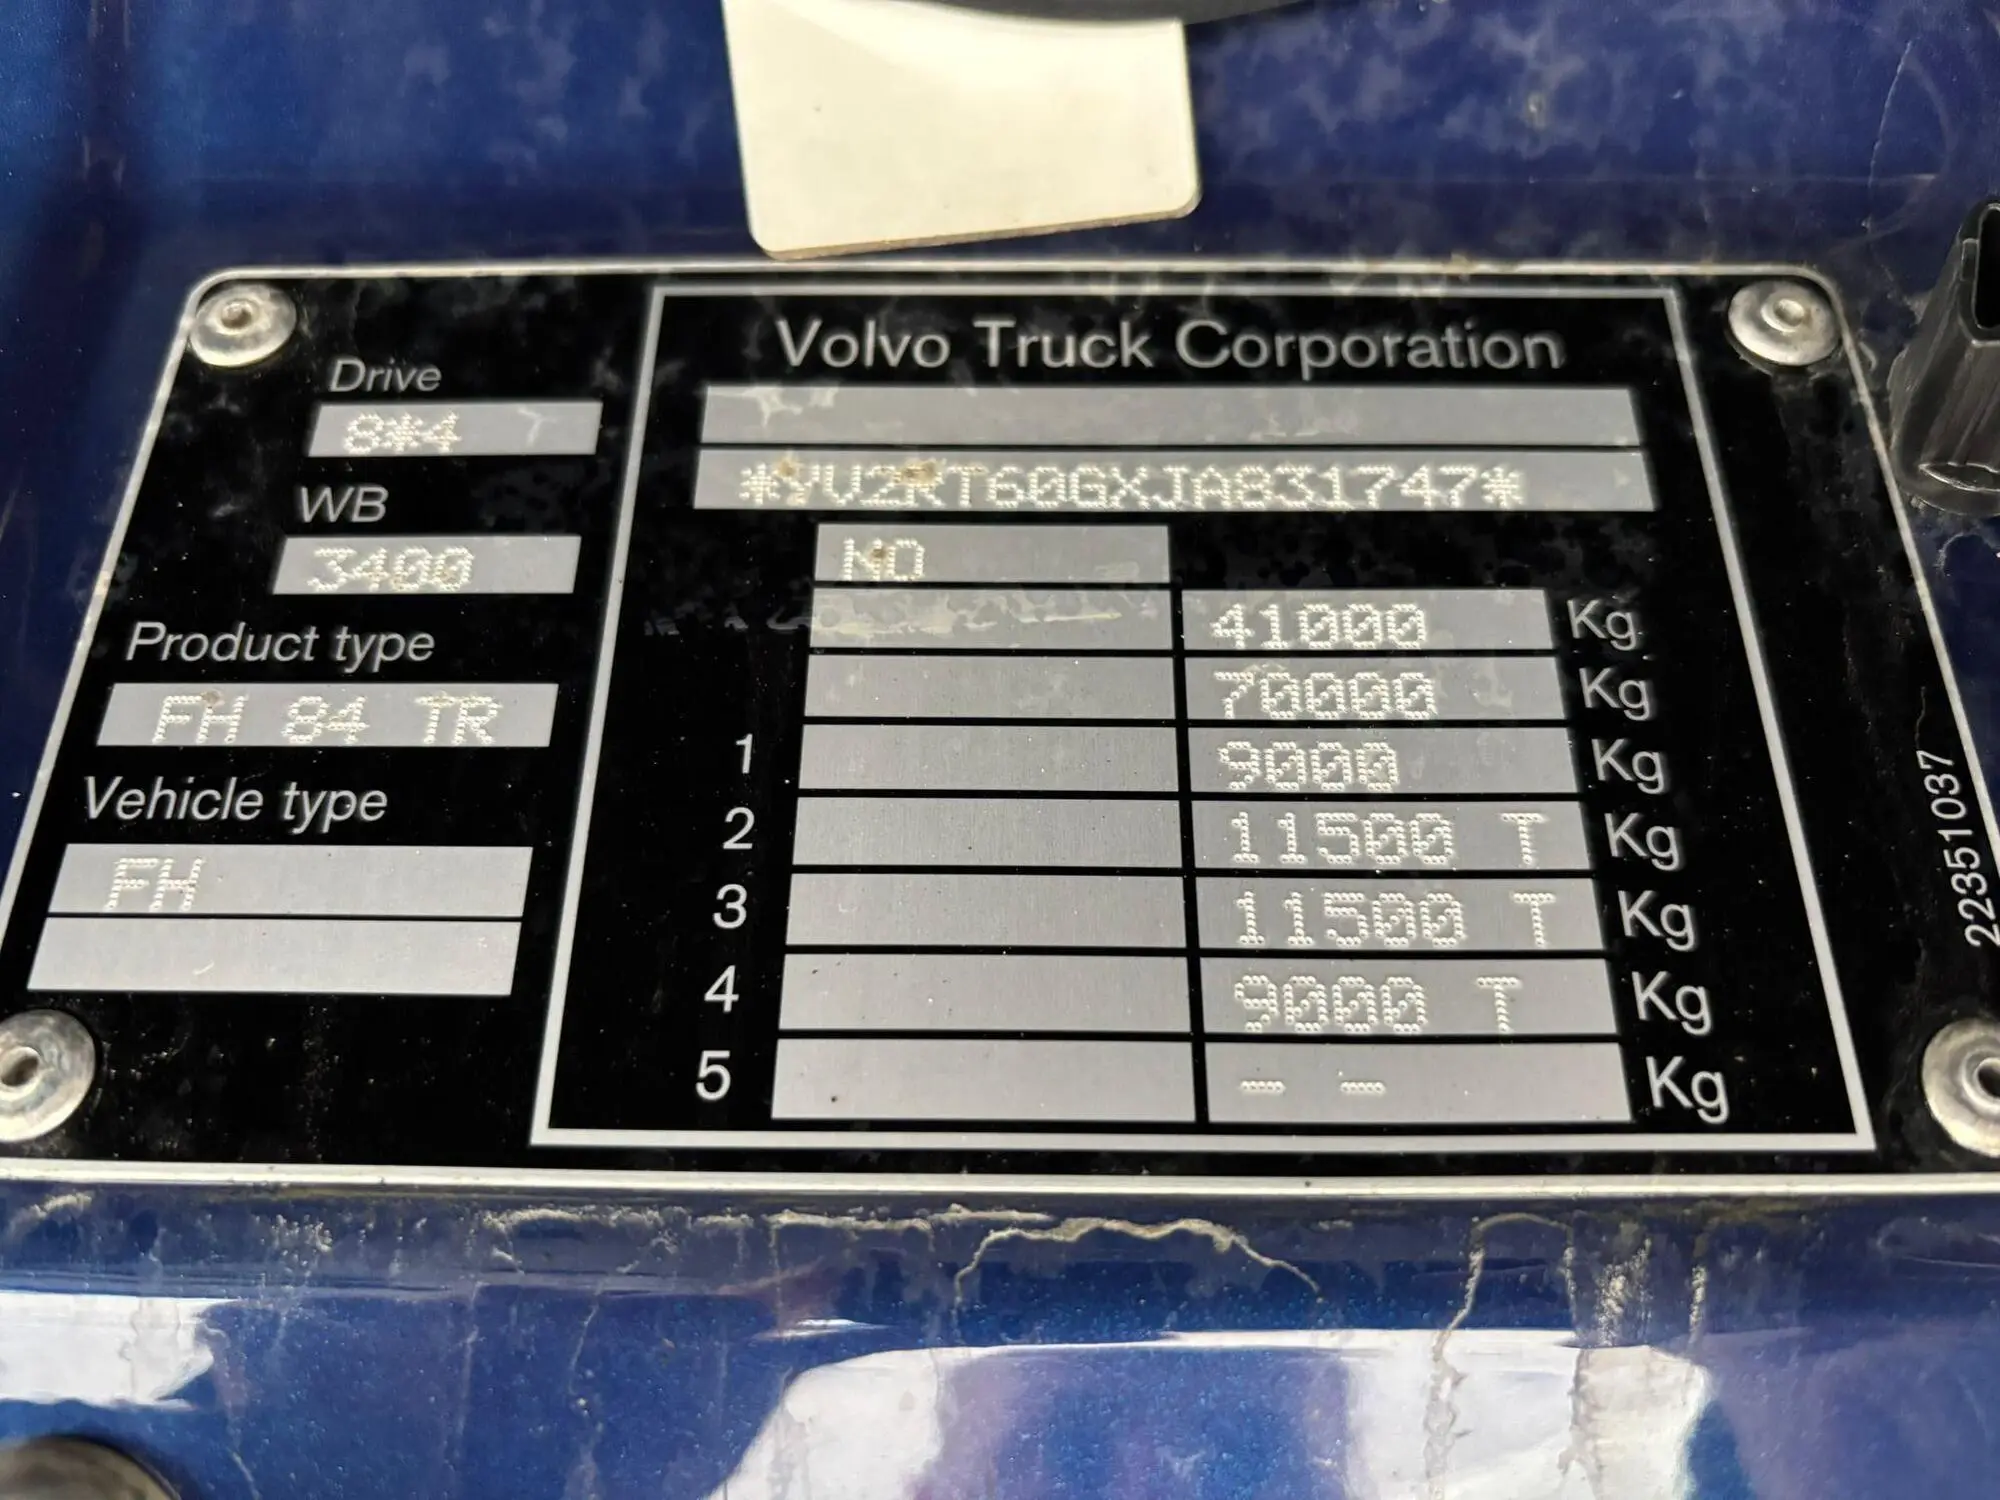 Volvo Truck Corporation
Drive
8*4
*YV2RT60GXJA831747*
WB
3400
NO
41000 Kg
Product type
70000 Kg
FH 84 TR
1 9000 Kg
Vehicle type
2 11500 T Kg
FH
3 11500 T Kg
4 9000 T Kg
5 - - Kg
22351037